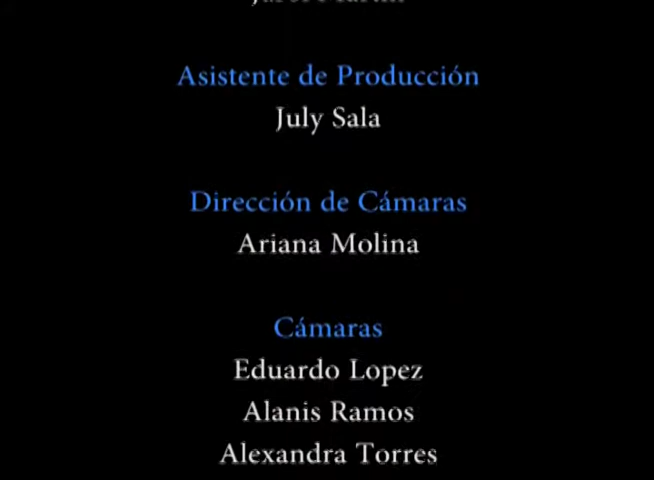 Asistente de Producción
July Sala
Dirección de Cámaras
Ariana Molina
Cámaras
Eduardo Lopez
Alanis Ramos
Alexandra Torres